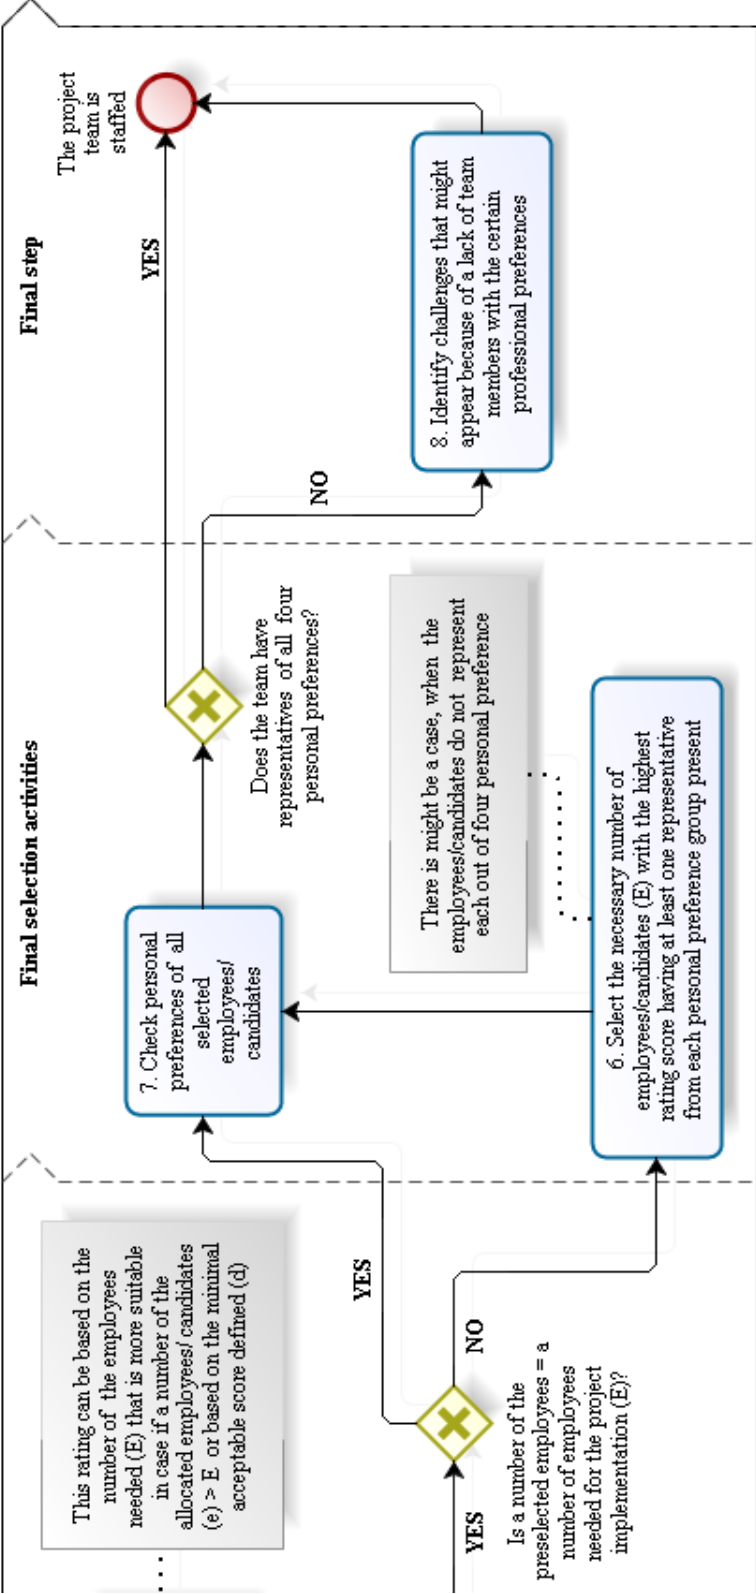 This rating can be based on the
number of the employees
needed (E) that is more suitable
in case if a number of the
allocated employees/ candidates
(e) > E or based on the minimal
acceptable score defined (d)
YES
Is a number of the
preselected employees = a
number of employees
needed for the project
implementation (E)?
YES
NO
Final selection activities
7. Check personal
preferences of all
selected
employees/
candidates
6. Select the necessary number of
employees/candidates (E) with the highest
rating score having at least one representative
from each personal preference group present
There is might be a case, when the
employees/candidates do not represent
each out of four personal preference
Does the team have
representatives of all four
personal preferences?
Final step
YES
NO
8. Identify challenges that might
appear because of a lack of team
members with the certain
professional preferences
The project
team is
staffed